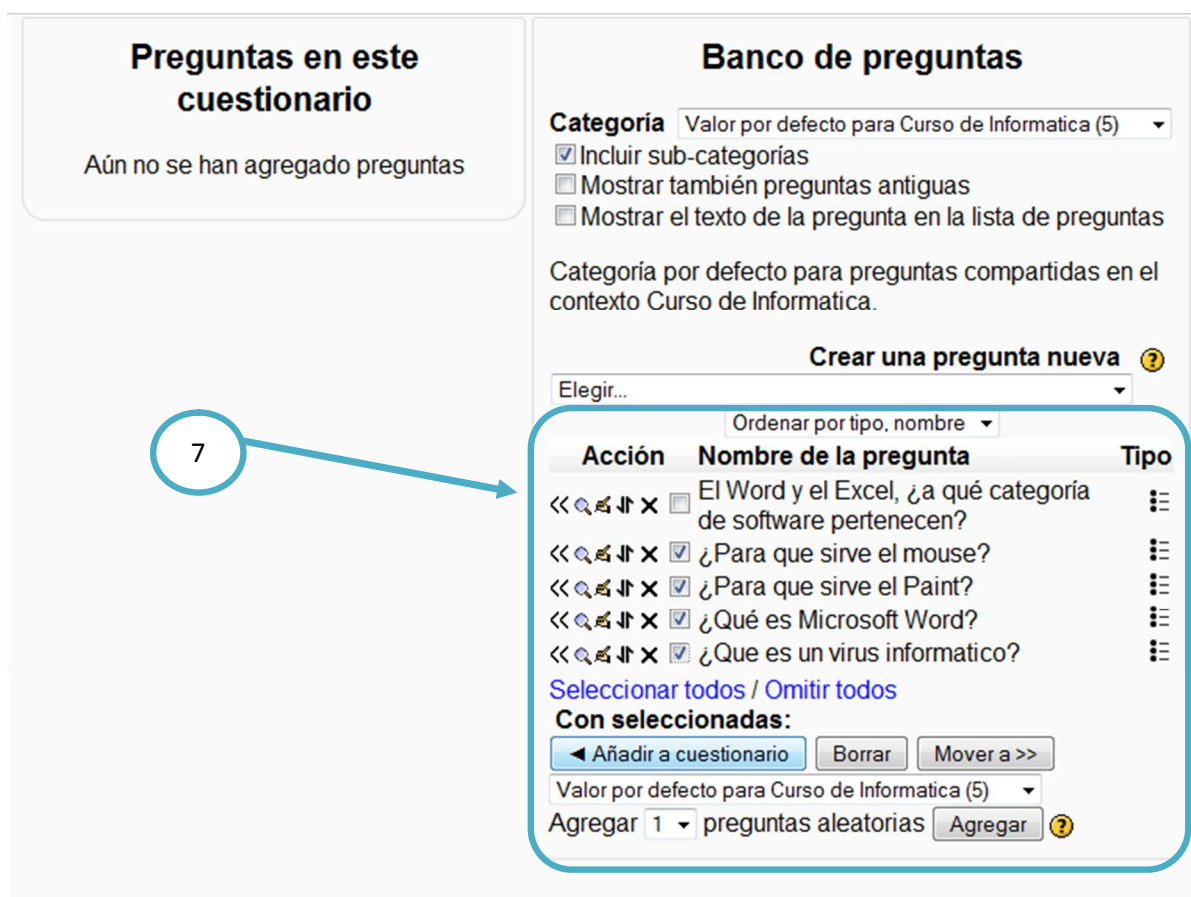 Preguntas en este
cuestionario
Aún no se han agregado preguntas
Banco de preguntas
Categoría Valor por defecto para Curso de Informatica (5)
Incluir sub-categorías
Mostrar también preguntas antiguas
Mostrar el texto de la pregunta en la lista de preguntas
Categoría por defecto para preguntas compartidas en el
contexto Curso de Informatica.
Crear una pregunta nueva ?
Elegir...
Ordenar por tipo, nombre
7
Acción Nombre de la pregunta Tipo
El Word y el Excel, ¿a qué categoría
de software pertenecen?
¿Para que sirve el mouse?
¿Para que sirve el Paint?
¿Qué es Microsoft Word?
¿Que es un virus informatico?
Seleccionar todos / Omitir todos
Con seleccionadas:
◄ Añadir a cuestionario Borrar Mover a >>
Valor por defecto para Curso de Informatica (5)
Agregar 1 preguntas aleatorias Agregar ?